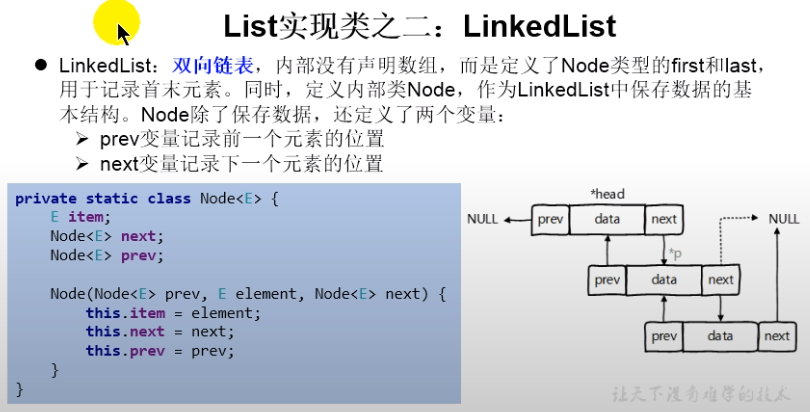 List实现类之二：LinkedList
● LinkedList：双向链表，内部没有声明数组，而是定义了Node类型的first和last，
用于记录首末元素。同时，定义内部类Node，作为LinkedList中保存数据的基
本结构。Node除了保存数据，还定义了两个变量：
➢ prev变量记录前一个元素的位置
➢ next变量记录下一个元素的位置
private static class Node<E> {
    E item;
    Node<E> next;
    Node<E> prev;

    Node(Node<E> prev, E element, Node<E> next) {
        this.item = element;
        this.next = next;
        this.prev = prev;
    }
}
*head
NULL prev data next NULL
*p
prev data next
prev data next
让天下没有难学的技术